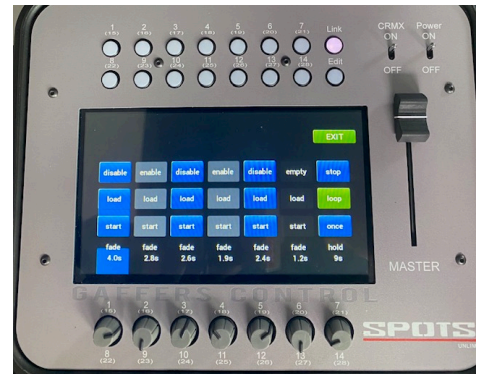 1 2 3 4 5 6 7 Link CRMX Power
(15) (16) (17) (18) (19) (20) (21) ON ON
8 9 10 11 12 13 14 Edit
(22) (23) (24) (25) (26) (27) (28) OFF OFF
EXIT
disable enable disable enable disable empty stop
load load load load load load loop
start start start start start start once
fade fade fade fade fade fade hold
4.0s 2.8s 2.6s 1.9s 2.4s 1.2s 9s
MASTER
GAFFERS CONTROL
1 2 3 4 5 6 7
(15) (16) (17) (18) (19) (20) (21)
SPOTS
8 9 10 11 12 13 14
(22) (23) (24) (25) (26) (27) (28)